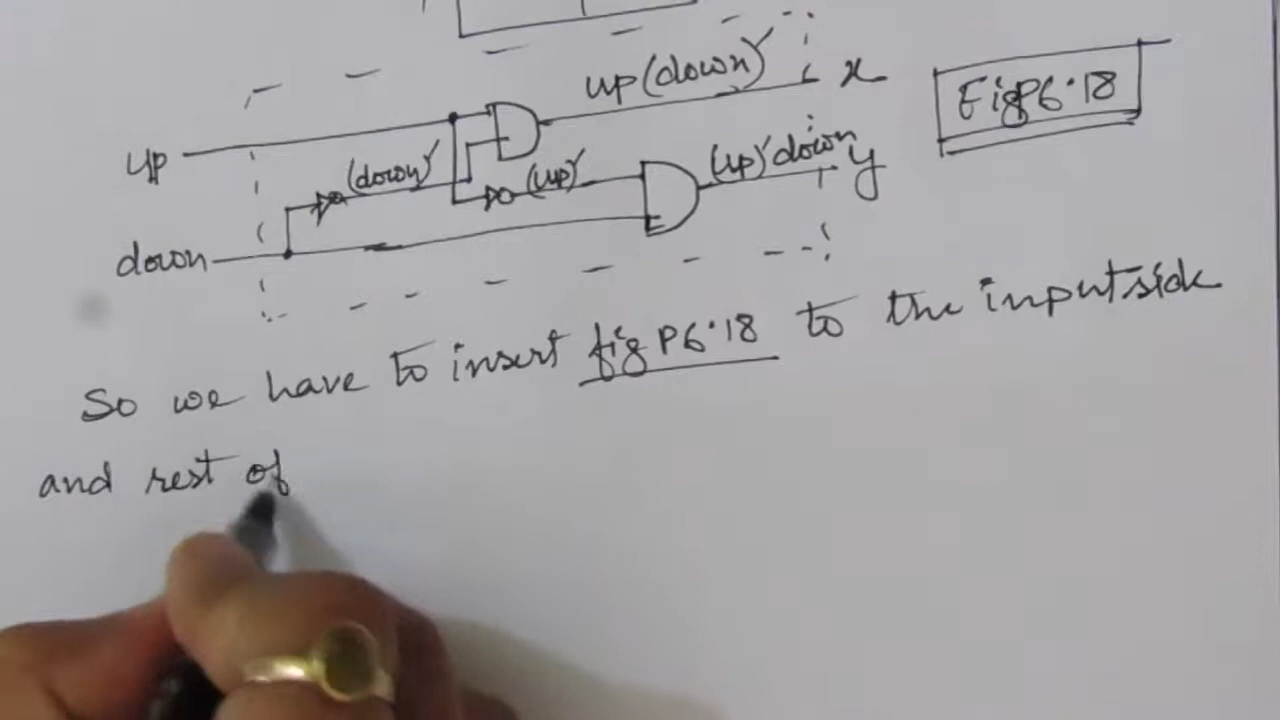 up(down)' x
Fig P6.18
up (down)' (up)' (up)'down y
down
So we have to insert fig P6.18 to the inputside
and rest of